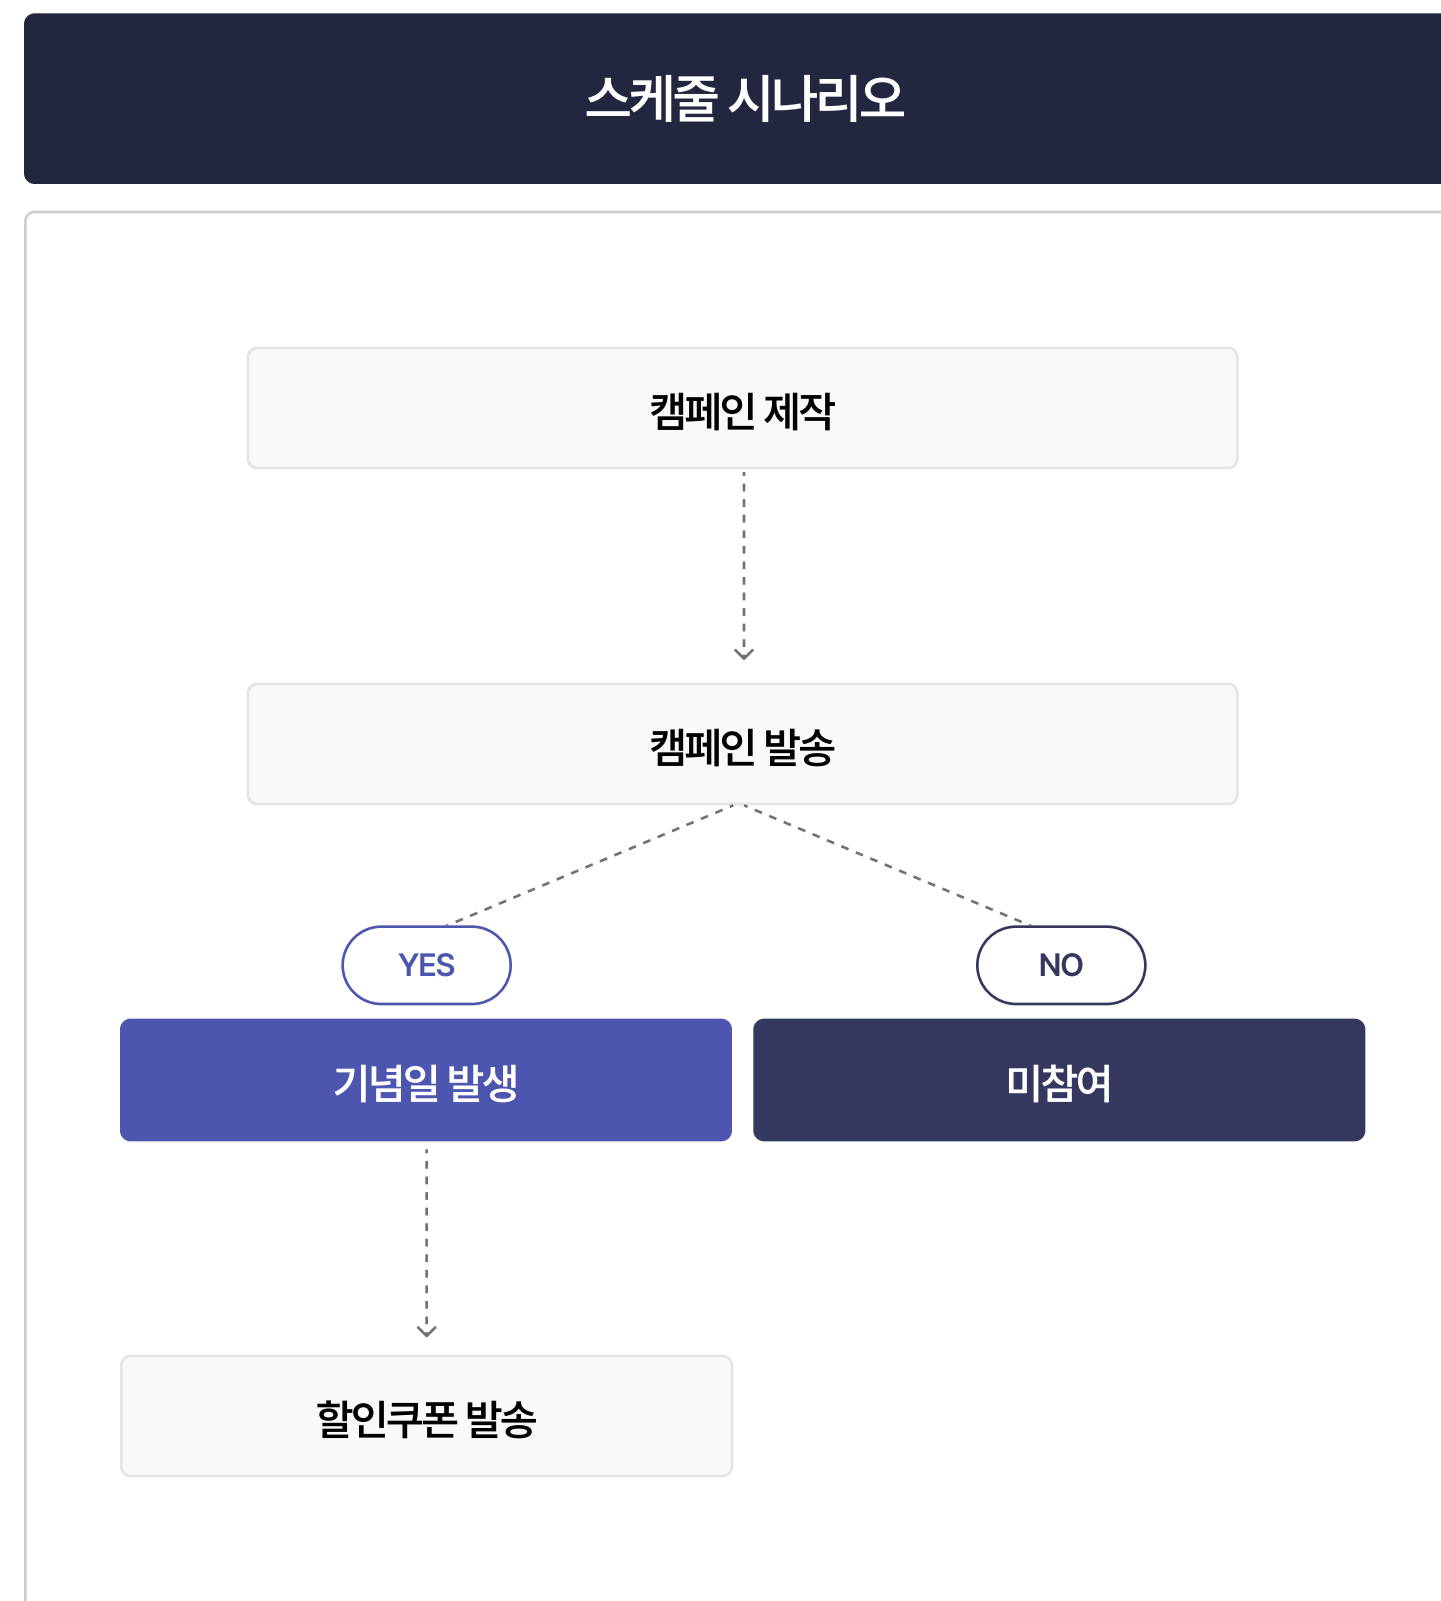 스케줄 시나리오
캠페인 제작
캠페인 발송
YES
NO
기념일 발생
미참여
할인쿠폰 발송